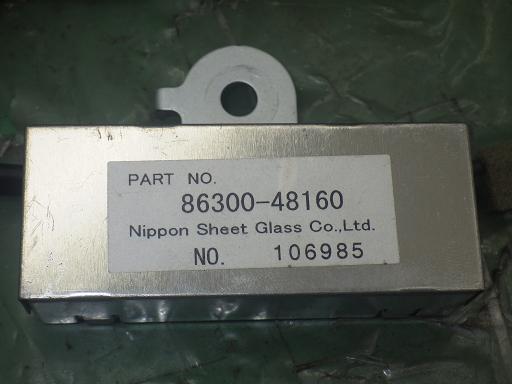 PART NO.
86300-48160
Nippon Sheet Glass Co.,Ltd.
NO. 106985